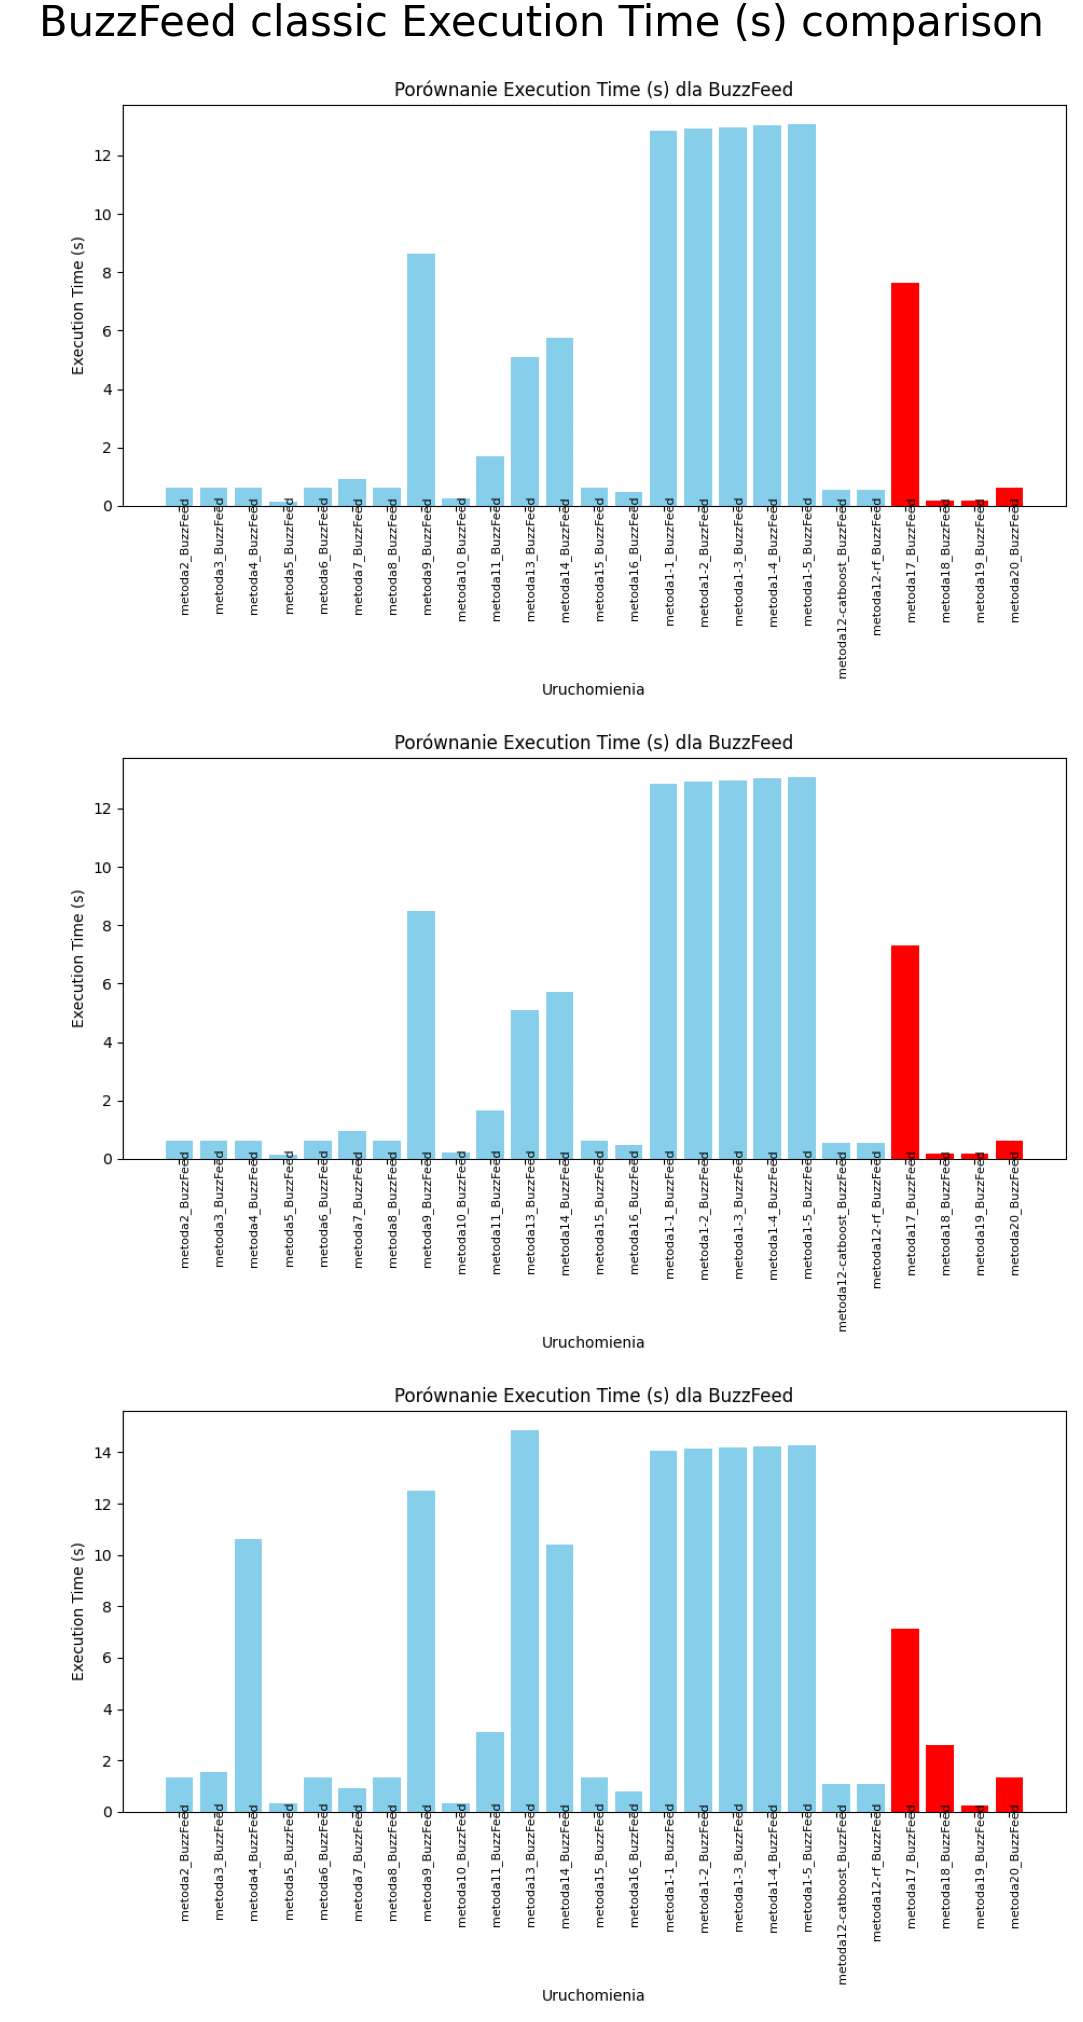 BuzzFeed classic Execution Time (s) comparison
Porównanie Execution Time (s) dla BuzzFeed
Execution Time (s)
12
10
8
6
4
2
0
metoda2_BuzzFeed
metoda3_BuzzFeed
metoda4_BuzzFeed
metoda5_BuzzFeed
metoda6_BuzzFeed
metoda7_BuzzFeed
metoda8_BuzzFeed
metoda9_BuzzFeed
metoda10_BuzzFeed
metoda11_BuzzFeed
metoda13_BuzzFeed
metoda14_BuzzFeed
metoda15_BuzzFeed
metoda16_BuzzFeed
metoda1-1_BuzzFeed
metoda1-2_BuzzFeed
metoda1-3_BuzzFeed
metoda1-4_BuzzFeed
metoda1-5_BuzzFeed
metoda12-catboost_BuzzFeed
metoda12-rf_BuzzFeed
metoda17_BuzzFeed
metoda18_BuzzFeed
metoda19_BuzzFeed
metoda20_BuzzFeed
Uruchomienia
Porównanie Execution Time (s) dla BuzzFeed
Execution Time (s)
12
10
8
6
4
2
0
metoda2_BuzzFeed
metoda3_BuzzFeed
metoda4_BuzzFeed
metoda5_BuzzFeed
metoda6_BuzzFeed
metoda7_BuzzFeed
metoda8_BuzzFeed
metoda9_BuzzFeed
metoda10_BuzzFeed
metoda11_BuzzFeed
metoda13_BuzzFeed
metoda14_BuzzFeed
metoda15_BuzzFeed
metoda16_BuzzFeed
metoda1-1_BuzzFeed
metoda1-2_BuzzFeed
metoda1-3_BuzzFeed
metoda1-4_BuzzFeed
metoda1-5_BuzzFeed
metoda12-catboost_BuzzFeed
metoda12-rf_BuzzFeed
metoda17_BuzzFeed
metoda18_BuzzFeed
metoda19_BuzzFeed
metoda20_BuzzFeed
Uruchomienia
Porównanie Execution Time (s) dla BuzzFeed
Execution Time (s)
14
12
10
8
6
4
2
0
metoda2_BuzzFeed
metoda3_BuzzFeed
metoda4_BuzzFeed
metoda5_BuzzFeed
metoda6_BuzzFeed
metoda7_BuzzFeed
metoda8_BuzzFeed
metoda9_BuzzFeed
metoda10_BuzzFeed
metoda11_BuzzFeed
metoda13_BuzzFeed
metoda14_BuzzFeed
metoda15_BuzzFeed
metoda16_BuzzFeed
metoda1-1_BuzzFeed
metoda1-2_BuzzFeed
metoda1-3_BuzzFeed
metoda1-4_BuzzFeed
metoda1-5_BuzzFeed
metoda12-catboost_BuzzFeed
metoda12-rf_BuzzFeed
metoda17_BuzzFeed
metoda18_BuzzFeed
metoda19_BuzzFeed
metoda20_BuzzFeed
Uruchomienia